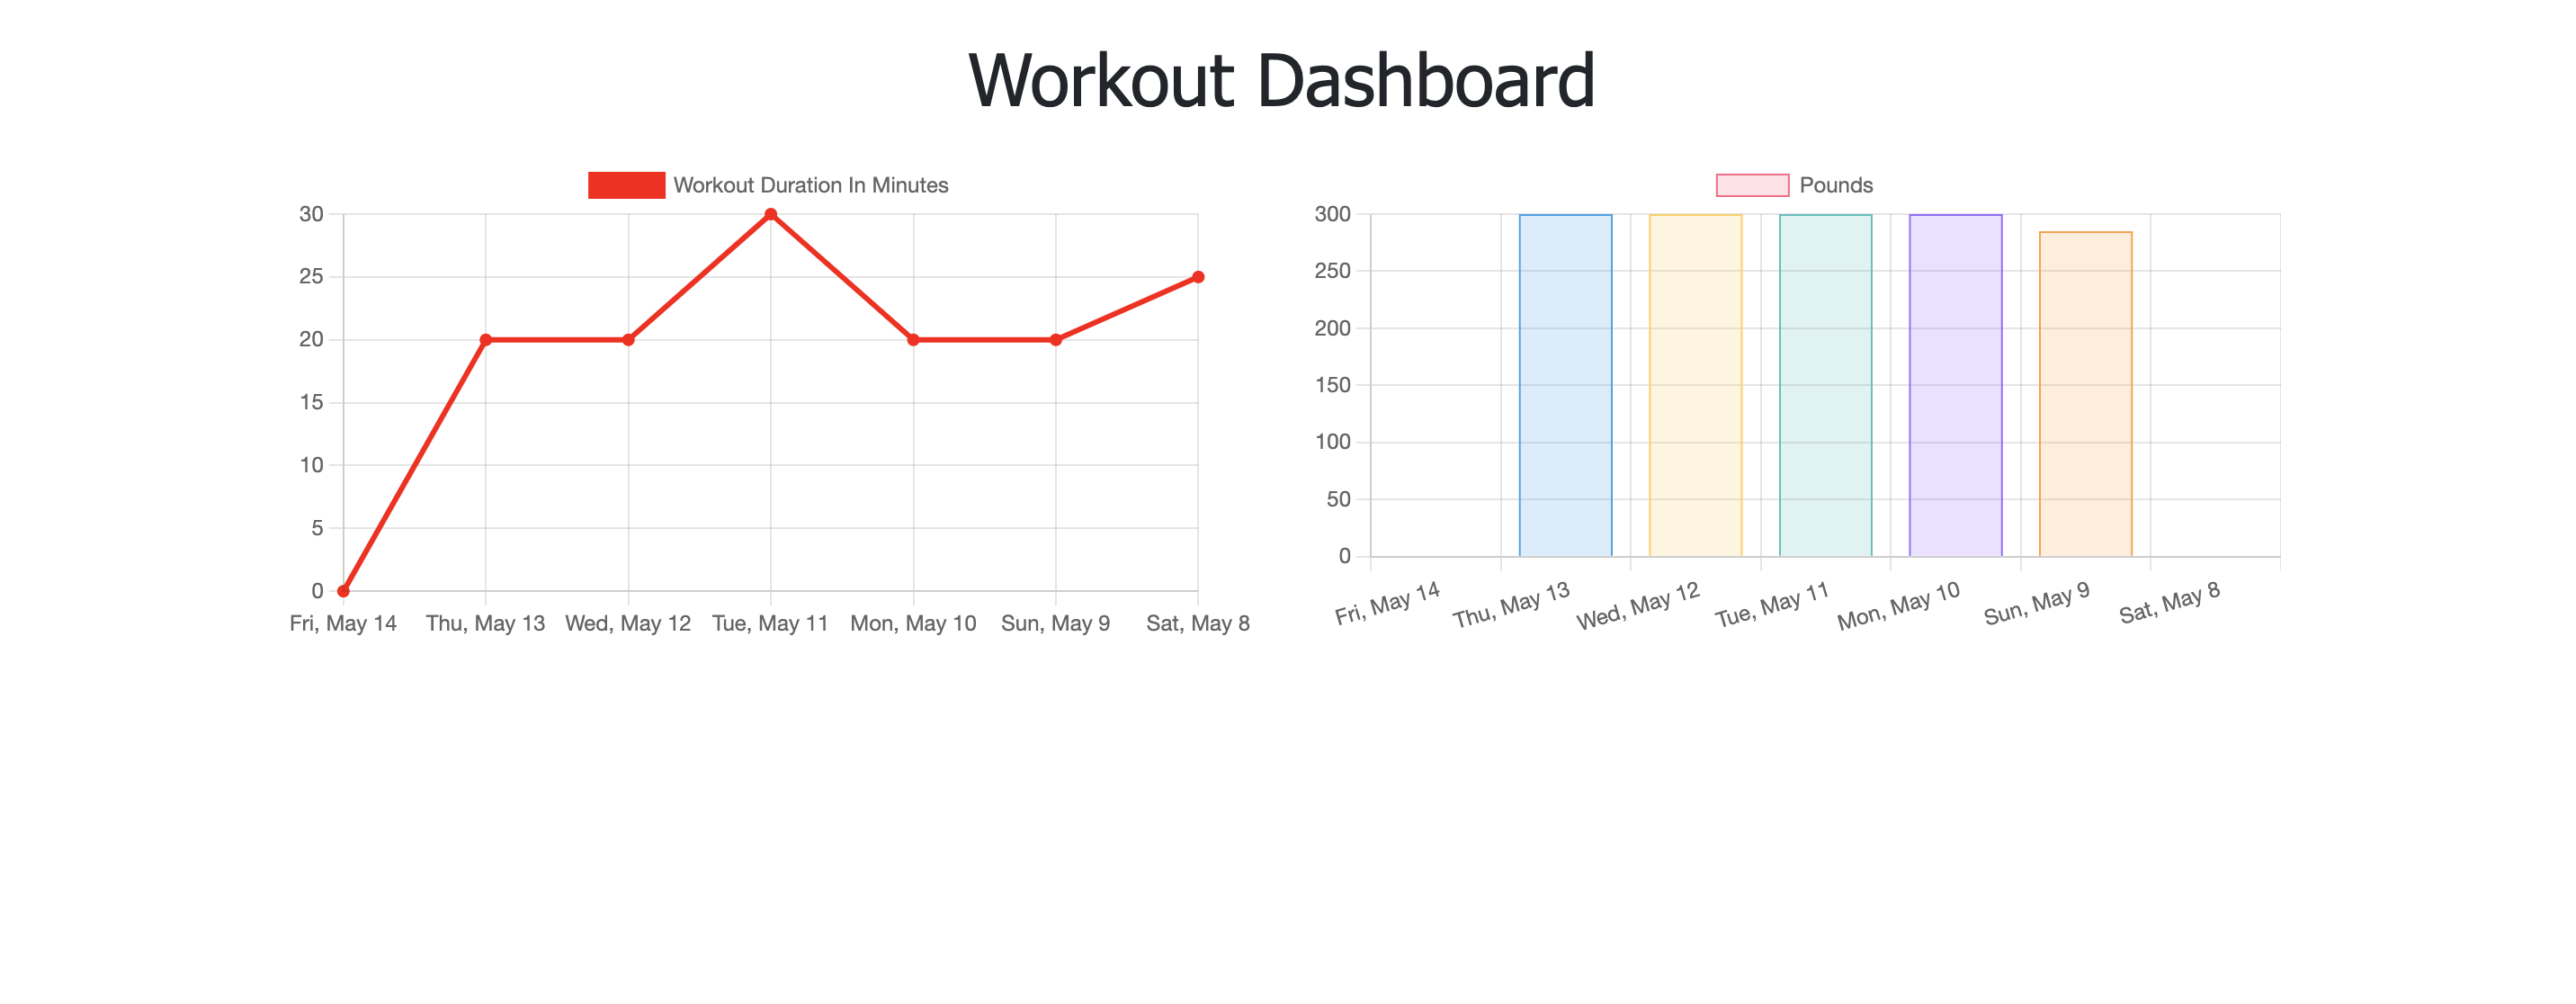 Workout Dashboard
Workout Duration In Minutes
30
25
20
15
10
5
0
Fri, May 14 Thu, May 13 Wed, May 12 Tue, May 11 Mon, May 10 Sun, May 9 Sat, May 8
Pounds
300
250
200
150
100
50
0
Fri, May 14 Thu, May 13 Wed, May 12 Tue, May 11 Mon, May 10 Sun, May 9 Sat, May 8